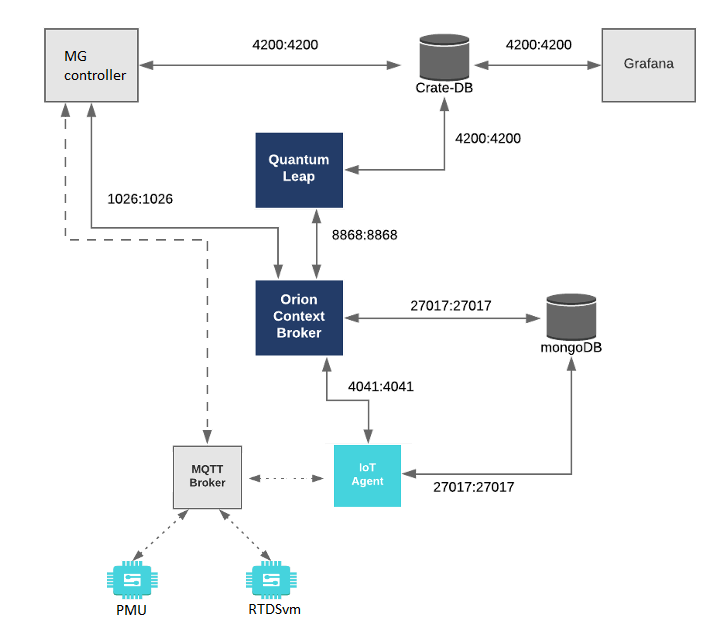 MG
controller
4200:4200
Crate-DB
4200:4200
Grafana
4200:4200
Quantum
Leap
1026:1026
8868:8868
Orion
Context
Broker
27017:27017
mongoDB
4041:4041
MQTT
Broker
IoT
Agent
27017:27017
PMU
RTDSvm